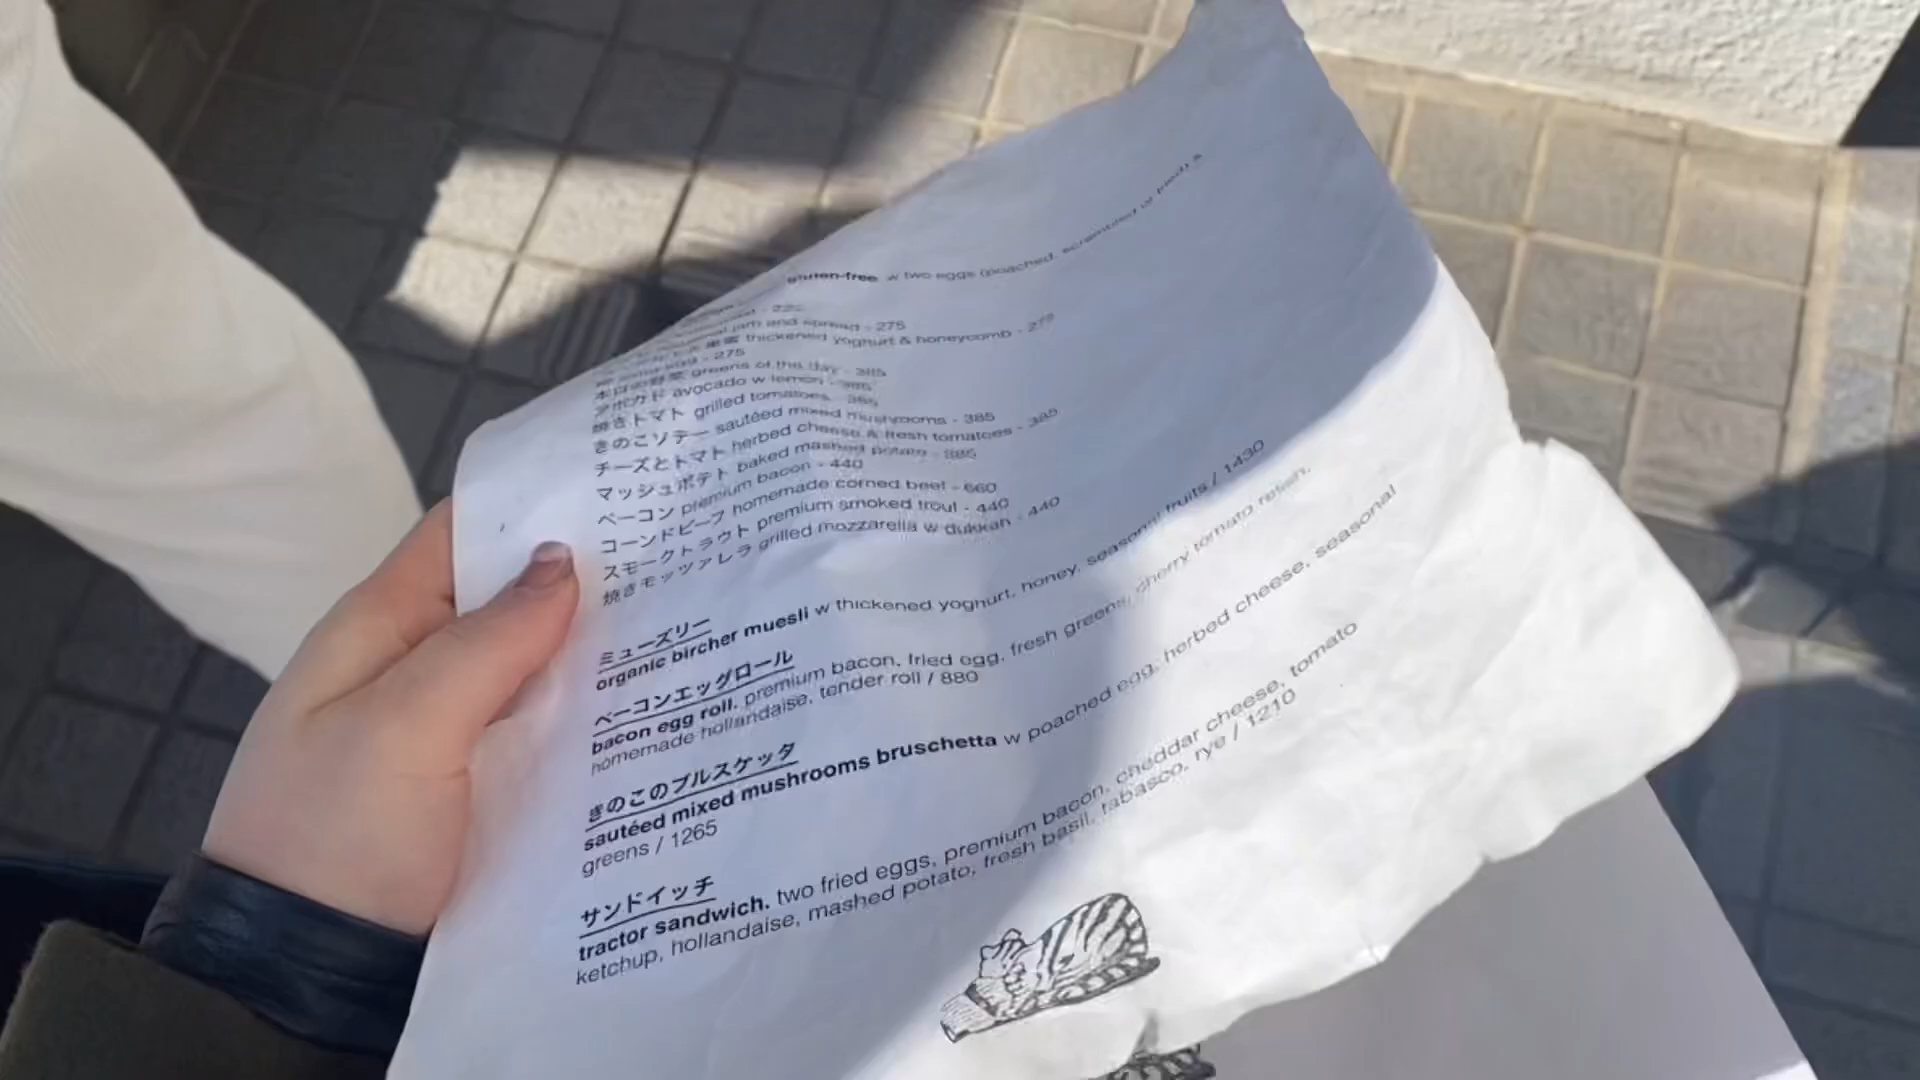 gluten-free w two eggs (poached, scrambled or fried) &
jam and spread - 275
thickened yoghurt & honeycomb - 275
- 275
本日の野菜 greens of the day - 385
アボカド avocado w lemon - 385
焼きトマト grilled tomatoes - 385
きのこソテー sautéed mixed mushrooms - 385
チーズとトマト herbed cheese & fresh tomatoes - 385
マッシュポテト baked mashed potato - 385
ベーコン premium bacon - 440
コーンドビーフ homemade corned beef - 660
スモークトラウト premium smoked trout - 440
焼きモッツァレラ grilled mozzarella w dukkah - 440
ミューズリー
organic bircher muesli w thickened yoghurt, honey, seasonal fruits / 1430
ベーコンエッグロール
bacon egg roll. premium bacon, fried egg, fresh greens, cherry tomato relish,
homemade hollandaise, tender roll / 880
きのこのブルスケッタ
sautéed mixed mushrooms bruschetta w poached egg, herbed cheese, seasonal
greens / 1265
サンドイッチ
tractor sandwich. two fried eggs, premium bacon, cheddar cheese, tomato
ketchup, hollandaise, mashed potato, fresh basil, tabasco, rye / 1210